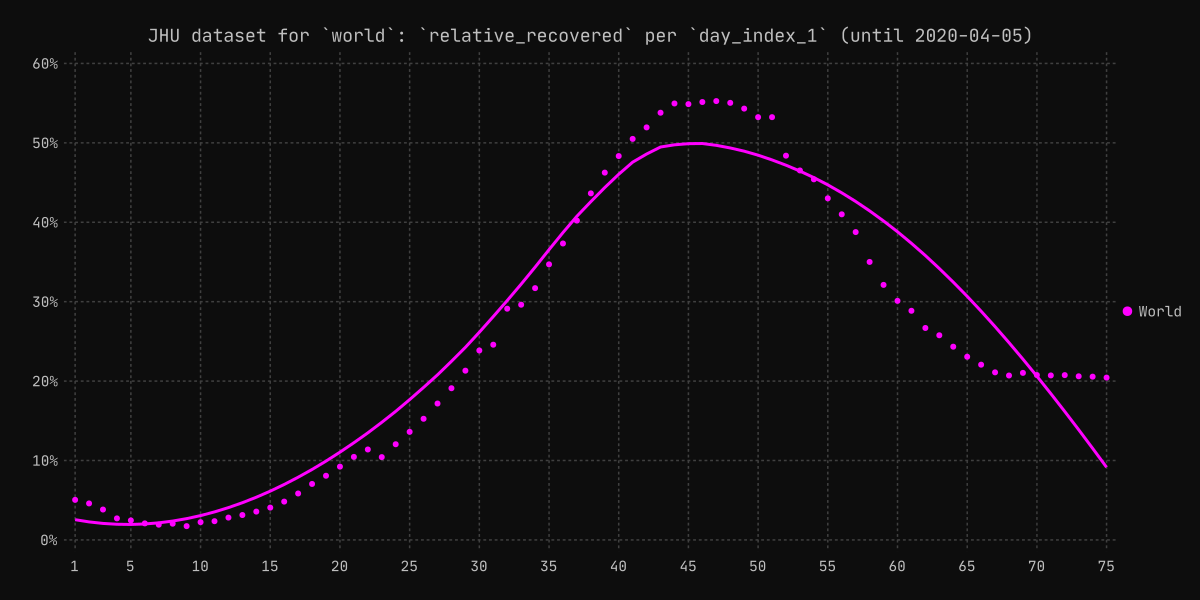 JHU dataset for `world`: `relative_recovered` per `day_index_1` (until 2020-04-05)
60%
50%
40%
30%
20%
10%
0%
1 5 10 15 20 25 30 35 40 45 50 55 60 65 70 75
World